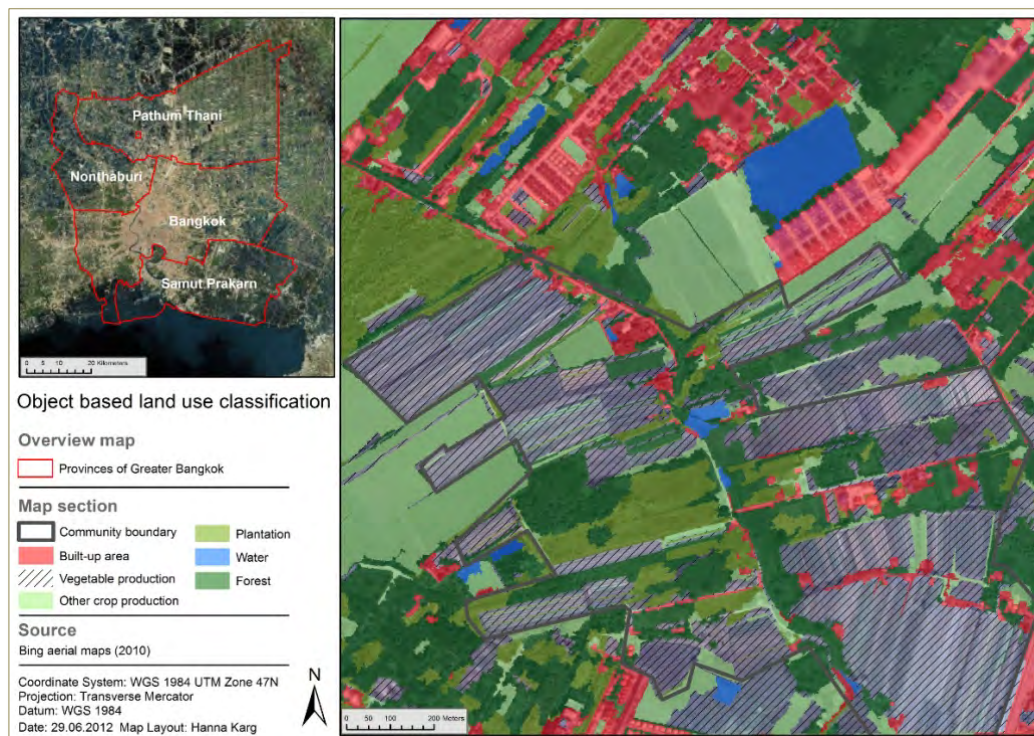 Pathum Thani
Nonthaburi
Bangkok
Samut Prakarn
0 5 10 20 Kilometers
Object based land use classification
Overview map
Provinces of Greater Bangkok
Map section
Community boundary
Plantation
Built-up area
Water
Vegetable production
Forest
Other crop production
Source
Bing aerial maps (2010)
Coordinate System: WGS 1984 UTM Zone 47N
Projection: Transverse Mercator
Datum: WGS 1984
Date: 29.06.2012 Map Layout: Hanna Karg
N
0 50 100 200 Meters